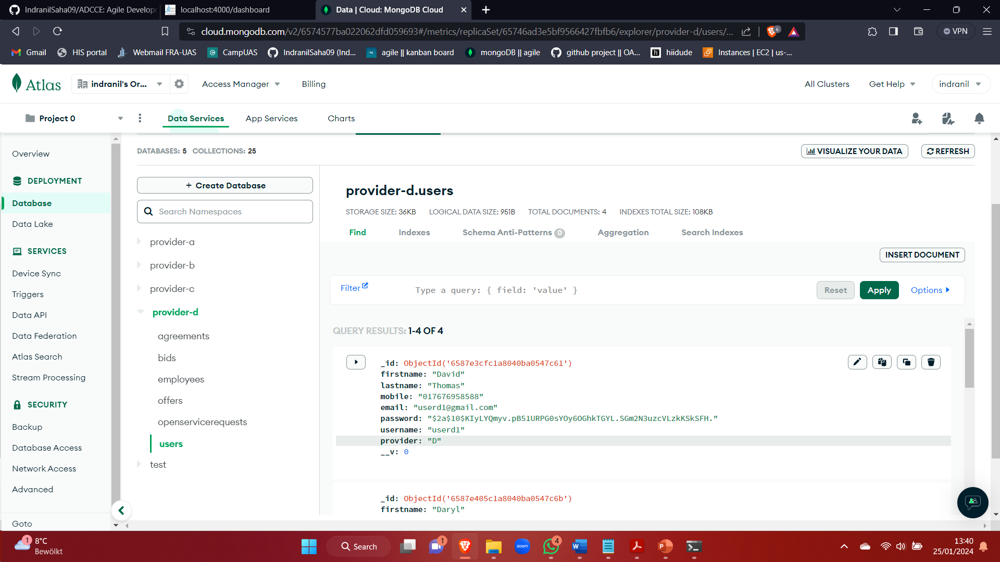 IndranilSaha09/ADCCE: Agile Developm
localhost:4000/dashboard
Data | Cloud: MongoDB Cloud
cloud.mongodb.com/v2/6574577ba022062dfd059693#/metrics/replicaSet/65746ad3e5bf9566427fbfb6/explorer/provider-d/users/...
6
VPN
Gmail
HIS portal
Webmail FRA-UAS
CampUAS
IndranilSaha09 (Ind...
agile || kanban board
mongoDB || agile
github project || OA...
hiidude
Instances | EC2 | us-...
Atlas
indranil's Or...
Access Manager
Billing
All Clusters
Get Help
indranil
Project 0
Data Services
App Services
Charts
Overview
DEPLOYMENT
Database
Data Lake
SERVICES
Device Sync
Triggers
Data API
Data Federation
Atlas Search
Stream Processing
SECURITY
Backup
Database Access
Network Access
Advanced
Goto
DATABASES: 5 COLLECTIONS: 25
VISUALIZE YOUR DATA
REFRESH
+ Create Database
Search Namespaces
provider-a
provider-b
provider-c
provider-d
agreements
bids
employees
offers
openservicerequests
users
test
provider-d.users
STORAGE SIZE: 36KB LOGICAL DATA SIZE: 951B TOTAL DOCUMENTS: 4 INDEXES TOTAL SIZE: 108KB
Find
Indexes
Schema Anti-Patterns 0
Aggregation
Search Indexes
INSERT DOCUMENT
Filter
Type a query: { field: 'value' }
Reset
Apply
Options
QUERY RESULTS: 1-4 OF 4
_id: ObjectId('6587e3cfc1a8040ba0547c61')
firstname: "David"
lastname: "Thomas"
mobile: "017676958588"
email: "userd1@gmail.com"
password: "$2a$10$KIyLYQmyv.pB51URPG0sYOy6OGhkTGYL.SGm2N3uzcVLzkKSkSFH."
username: "userd1"
provider: "D"
__v: 0
_id: ObjectId('6587e405c1a8040ba0547c6b')
firstname: "Daryl"
1
8°C
Bewölkt
Search
1
zoom
4
13:40
25/01/2024